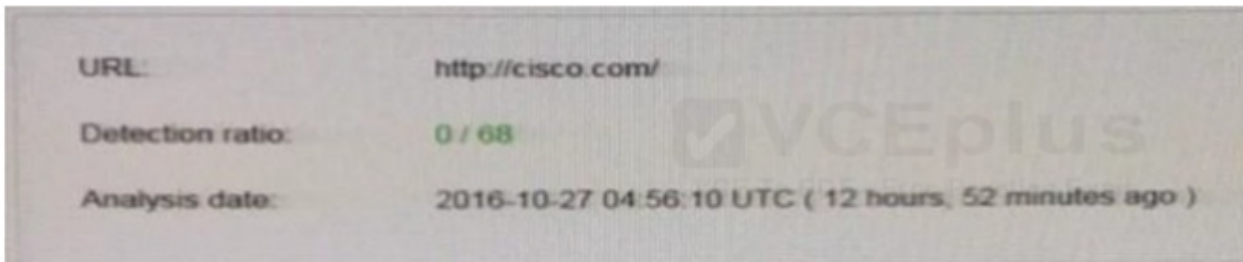 URL: http://cisco.com/
Detection ratio: 0 / 68
VCEplus
Analysis date: 2016-10-27 04:56:10 UTC ( 12 hours, 52 minutes ago )